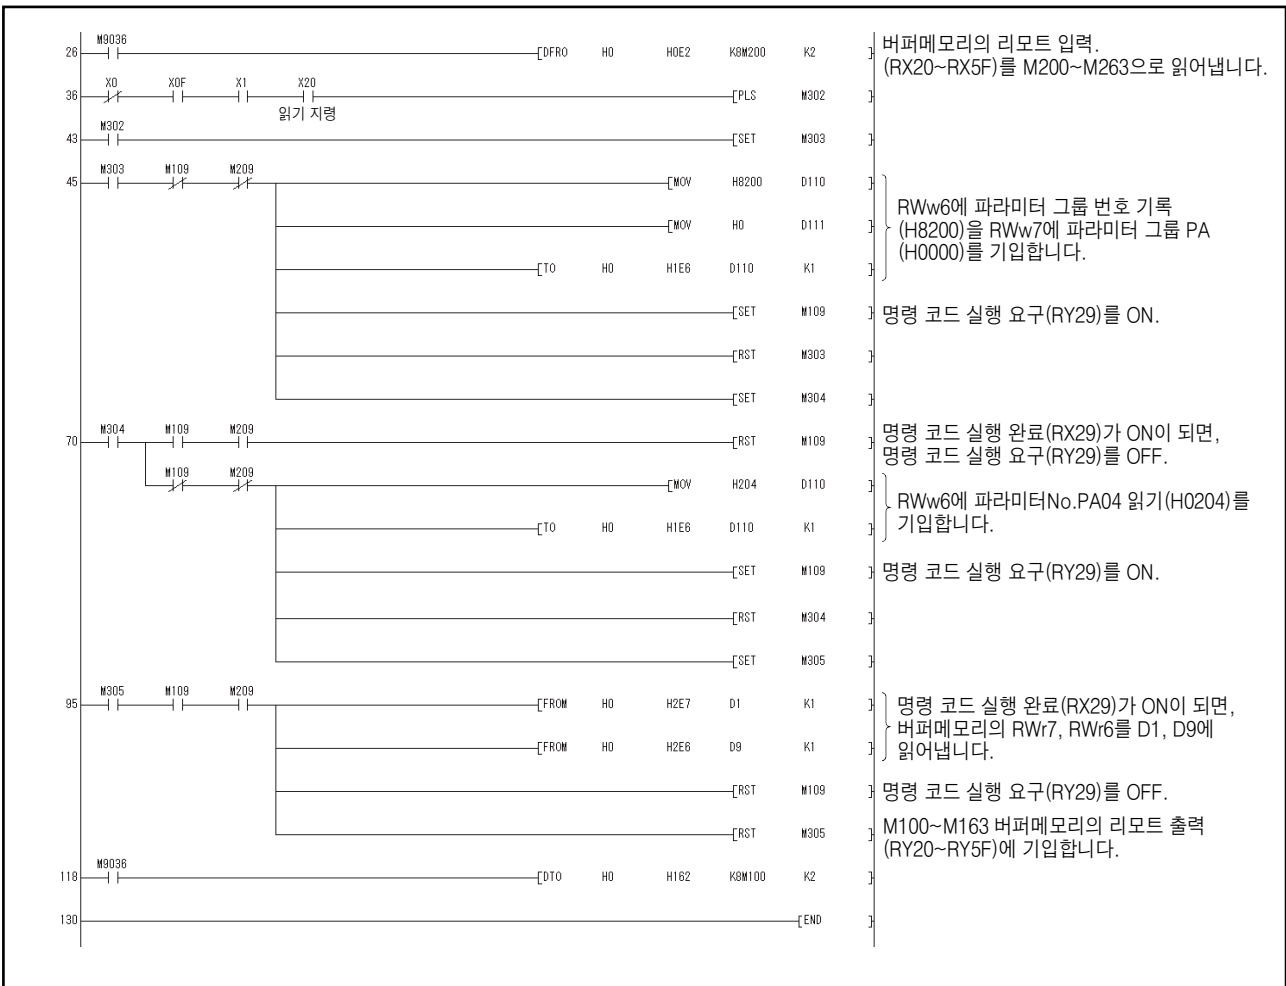 M9036
26 [DFRO H0 H0E2 K8M200 K2 ] 버퍼메모리의 리모트 입력.
(RX20~RX5F)를 M200~M263으로 읽어냅니다.
X0 X0F X1 X20
36 [PLS M302 ]
읽기 지령
M302
43 [SET M303 ]
M303 M109 M209
45 [MOV H8200 D110 ]
RWw6에 파라미터 그룹 번호 기록
(H8200)을 RWw7에 파라미터 그룹 PA
(H0000)를 기입합니다.
[MOV H0 D111 ]
[TO H0 H1E6 D110 K1 ]
[SET M109 ] 명령 코드 실행 요구(RY29)를 ON.
[RST M303 ]
[SET M304 ]
M304 M109 M209
70 [RST M109 ] 명령 코드 실행 완료(RX29)가 ON이 되면,
명령 코드 실행 요구(RY29)를 OFF.
M109 M209
[MOV H204 D110 ]
RWw6에 파라미터No.PA04 읽기(H0204)를
기입합니다.
[TO H0 H1E6 D110 K1 ]
[SET M109 ] 명령 코드 실행 요구(RY29)를 ON.
[RST M304 ]
[SET M305 ]
M305 M109 M209
95 [FROM H0 H2E7 D1 K1 ] 명령 코드 실행 완료(RX29)가 ON이 되면,
버퍼메모리의 RWr7, RWr6를 D1, D9에
읽어냅니다.
[FROM H0 H2E6 D9 K1 ]
[RST M109 ] 명령 코드 실행 요구(RY29)를 OFF.
[RST M305 ] M100~M163 버퍼메모리의 리모트 출력
(RY20~RY5F)에 기입합니다.
M9036
118 [DTO H0 H162 K8M100 K2 ]
130 [END ]